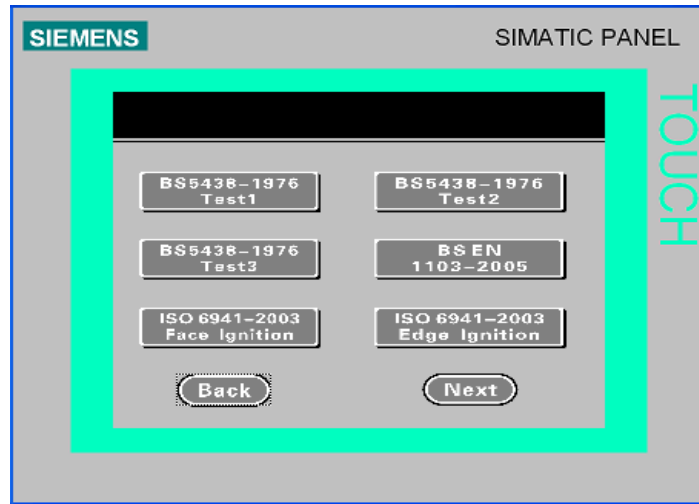 SIEMENS
SIMATIC PANEL
TOUCH
BS5438-1976
Test1
BS5438-1976
Test2
BS5438-1976
Test3
BS EN
1103-2005
ISO 6941-2003
Face Ignition
ISO 6941-2003
Edge Ignition
Back
Next